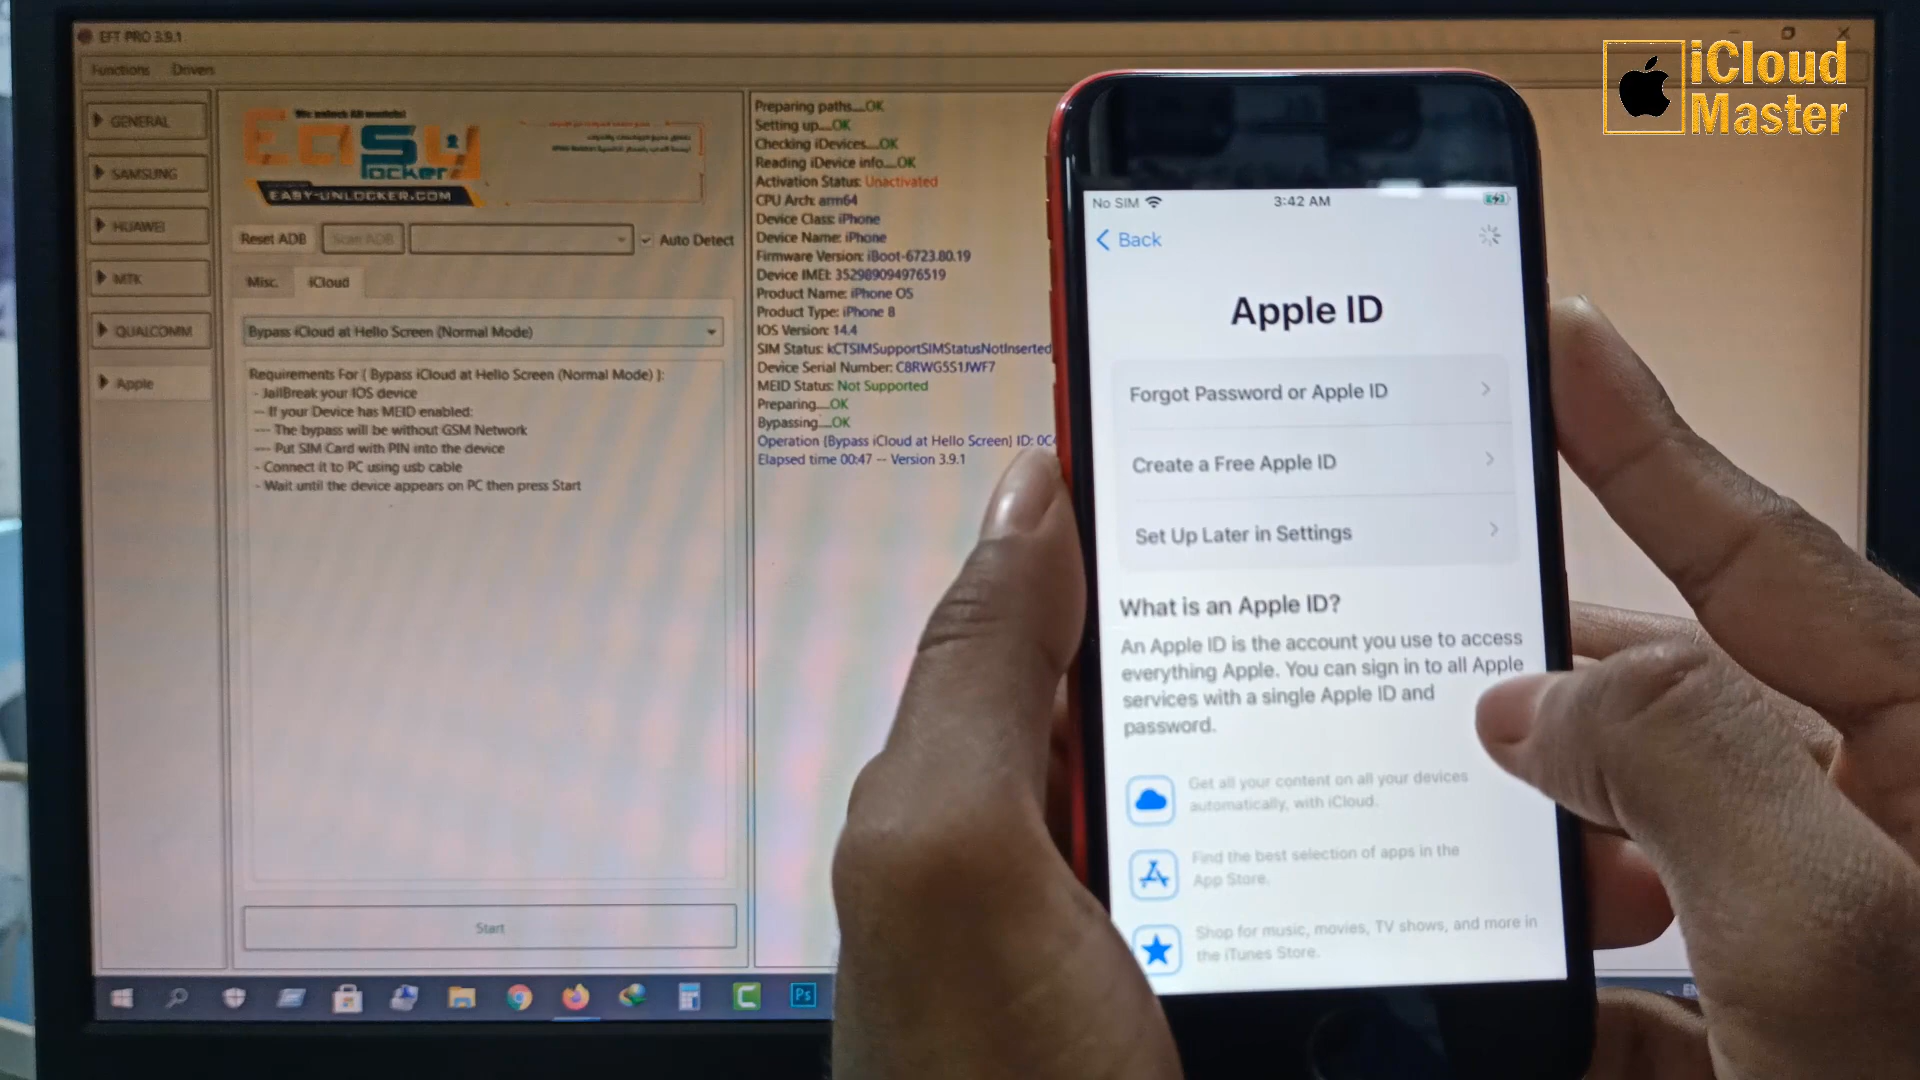 EFT PRO 3.9.1
Functions Drivers
GENERAL
SAMSUNG
HUAWEI
MTK
QUALCOMM
Apple
We unlock All models!
Easy
EASY-UNLOCKER.COM
Reset ADB Scan ADB Auto Detect
Misc. iCloud
Bypass iCloud at Hello Screen (Normal Mode)
Requirements For [ Bypass iCloud at Hello Screen (Normal Mode) ]:
- JailBreak your IOS device
-- If your Device has MEID enabled:
--- The bypass will be without GSM Network
--- Put SIM Card with PIN into the device
- Connect it to PC using usb cable
- Wait until the device appears on PC then press Start
Start
Preparing paths....OK
Setting up....OK
Checking iDevices....OK
Reading iDevice info....OK
Activation Status: Unactivated
CPU Arch: arm64
Device Class: iPhone
Device Name: iPhone
Firmware Version: iBoot-6723.80.19
Device IMEI: 352989094976519
Product Name: iPhone OS
Product Type: iPhone 8
IOS Version: 14.4
SIM Status: kCTSIMSupportSIMStatusNotInserted
Device Serial Number: C8RWG5S1JWF7
MEID Status: Not Supported
Preparing....OK
Bypassing....OK
Operation [Bypass iCloud at Hello Screen] ID: 0C
Elapsed time 00:47 -- Version 3.9.1
Ps
No SIM 3:42 AM
Back
Apple ID
Forgot Password or Apple ID
Create a Free Apple ID
Set Up Later in Settings
What is an Apple ID?
An Apple ID is the account you use to access
everything Apple. You can sign in to all Apple
services with a single Apple ID and
password.
Get all your content on all your devices
automatically, with iCloud.
Find the best selection of apps in the
App Store.
Shop for music, movies, TV shows, and more in
the iTunes Store.
iCloud
Master